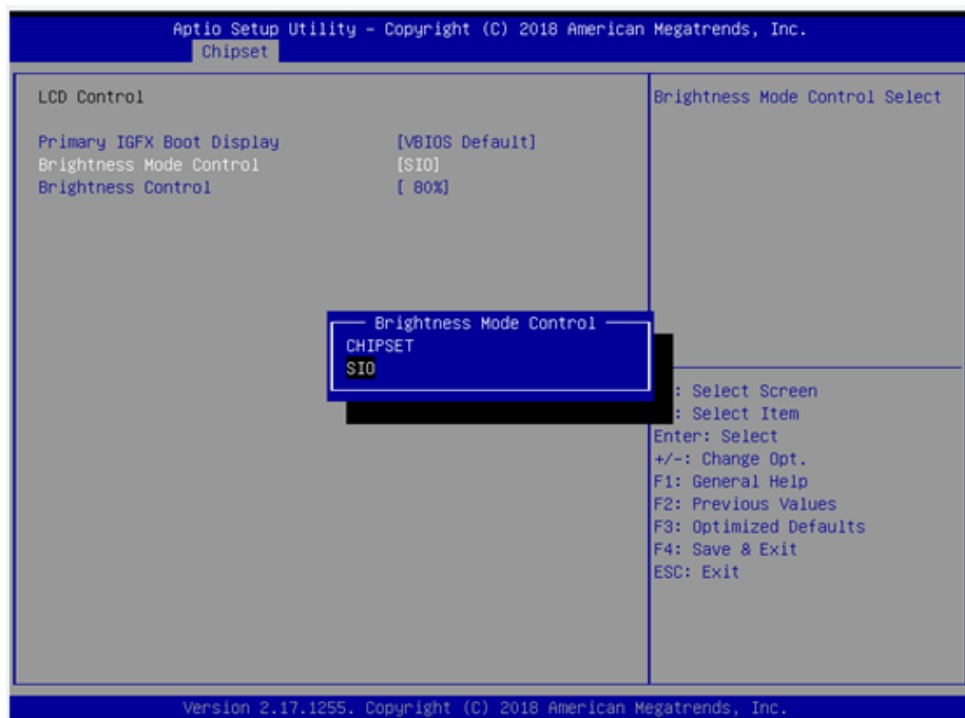 Aptio Setup Utility – Copyright (C) 2018 American Megatrends, Inc.
Chipset
LCD Control
Primary IGFX Boot Display [VBIOS Default]
Brightness Mode Control [SIO]
Brightness Control [ 80%]
Brightness Mode Control Select
Brightness Mode Control
CHIPSET
SIO
: Select Screen
: Select Item
Enter: Select
+/-: Change Opt.
F1: General Help
F2: Previous Values
F3: Optimized Defaults
F4: Save & Exit
ESC: Exit
Version 2.17.1255. Copyright (C) 2018 American Megatrends, Inc.